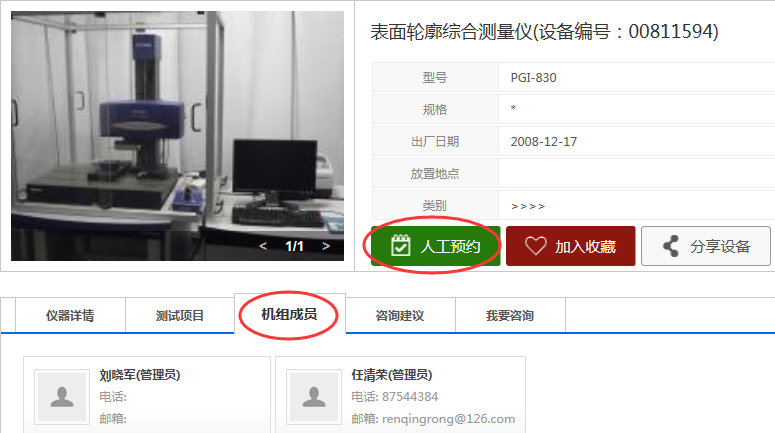 表面轮廓综合测量仪(设备编号：00811594)
型号 PGI-830
规格 *
出厂日期 2008-12-17
放置地点
类别 >>>>
< 1/1 >
人工预约 加入收藏 分享设备
仪器详情 测试项目 机组成员 咨询建议 我要咨询
刘晓军(管理员)
电话:
邮箱:
任清荣(管理员)
电话: 87544384
邮箱: renqingrong@126.com